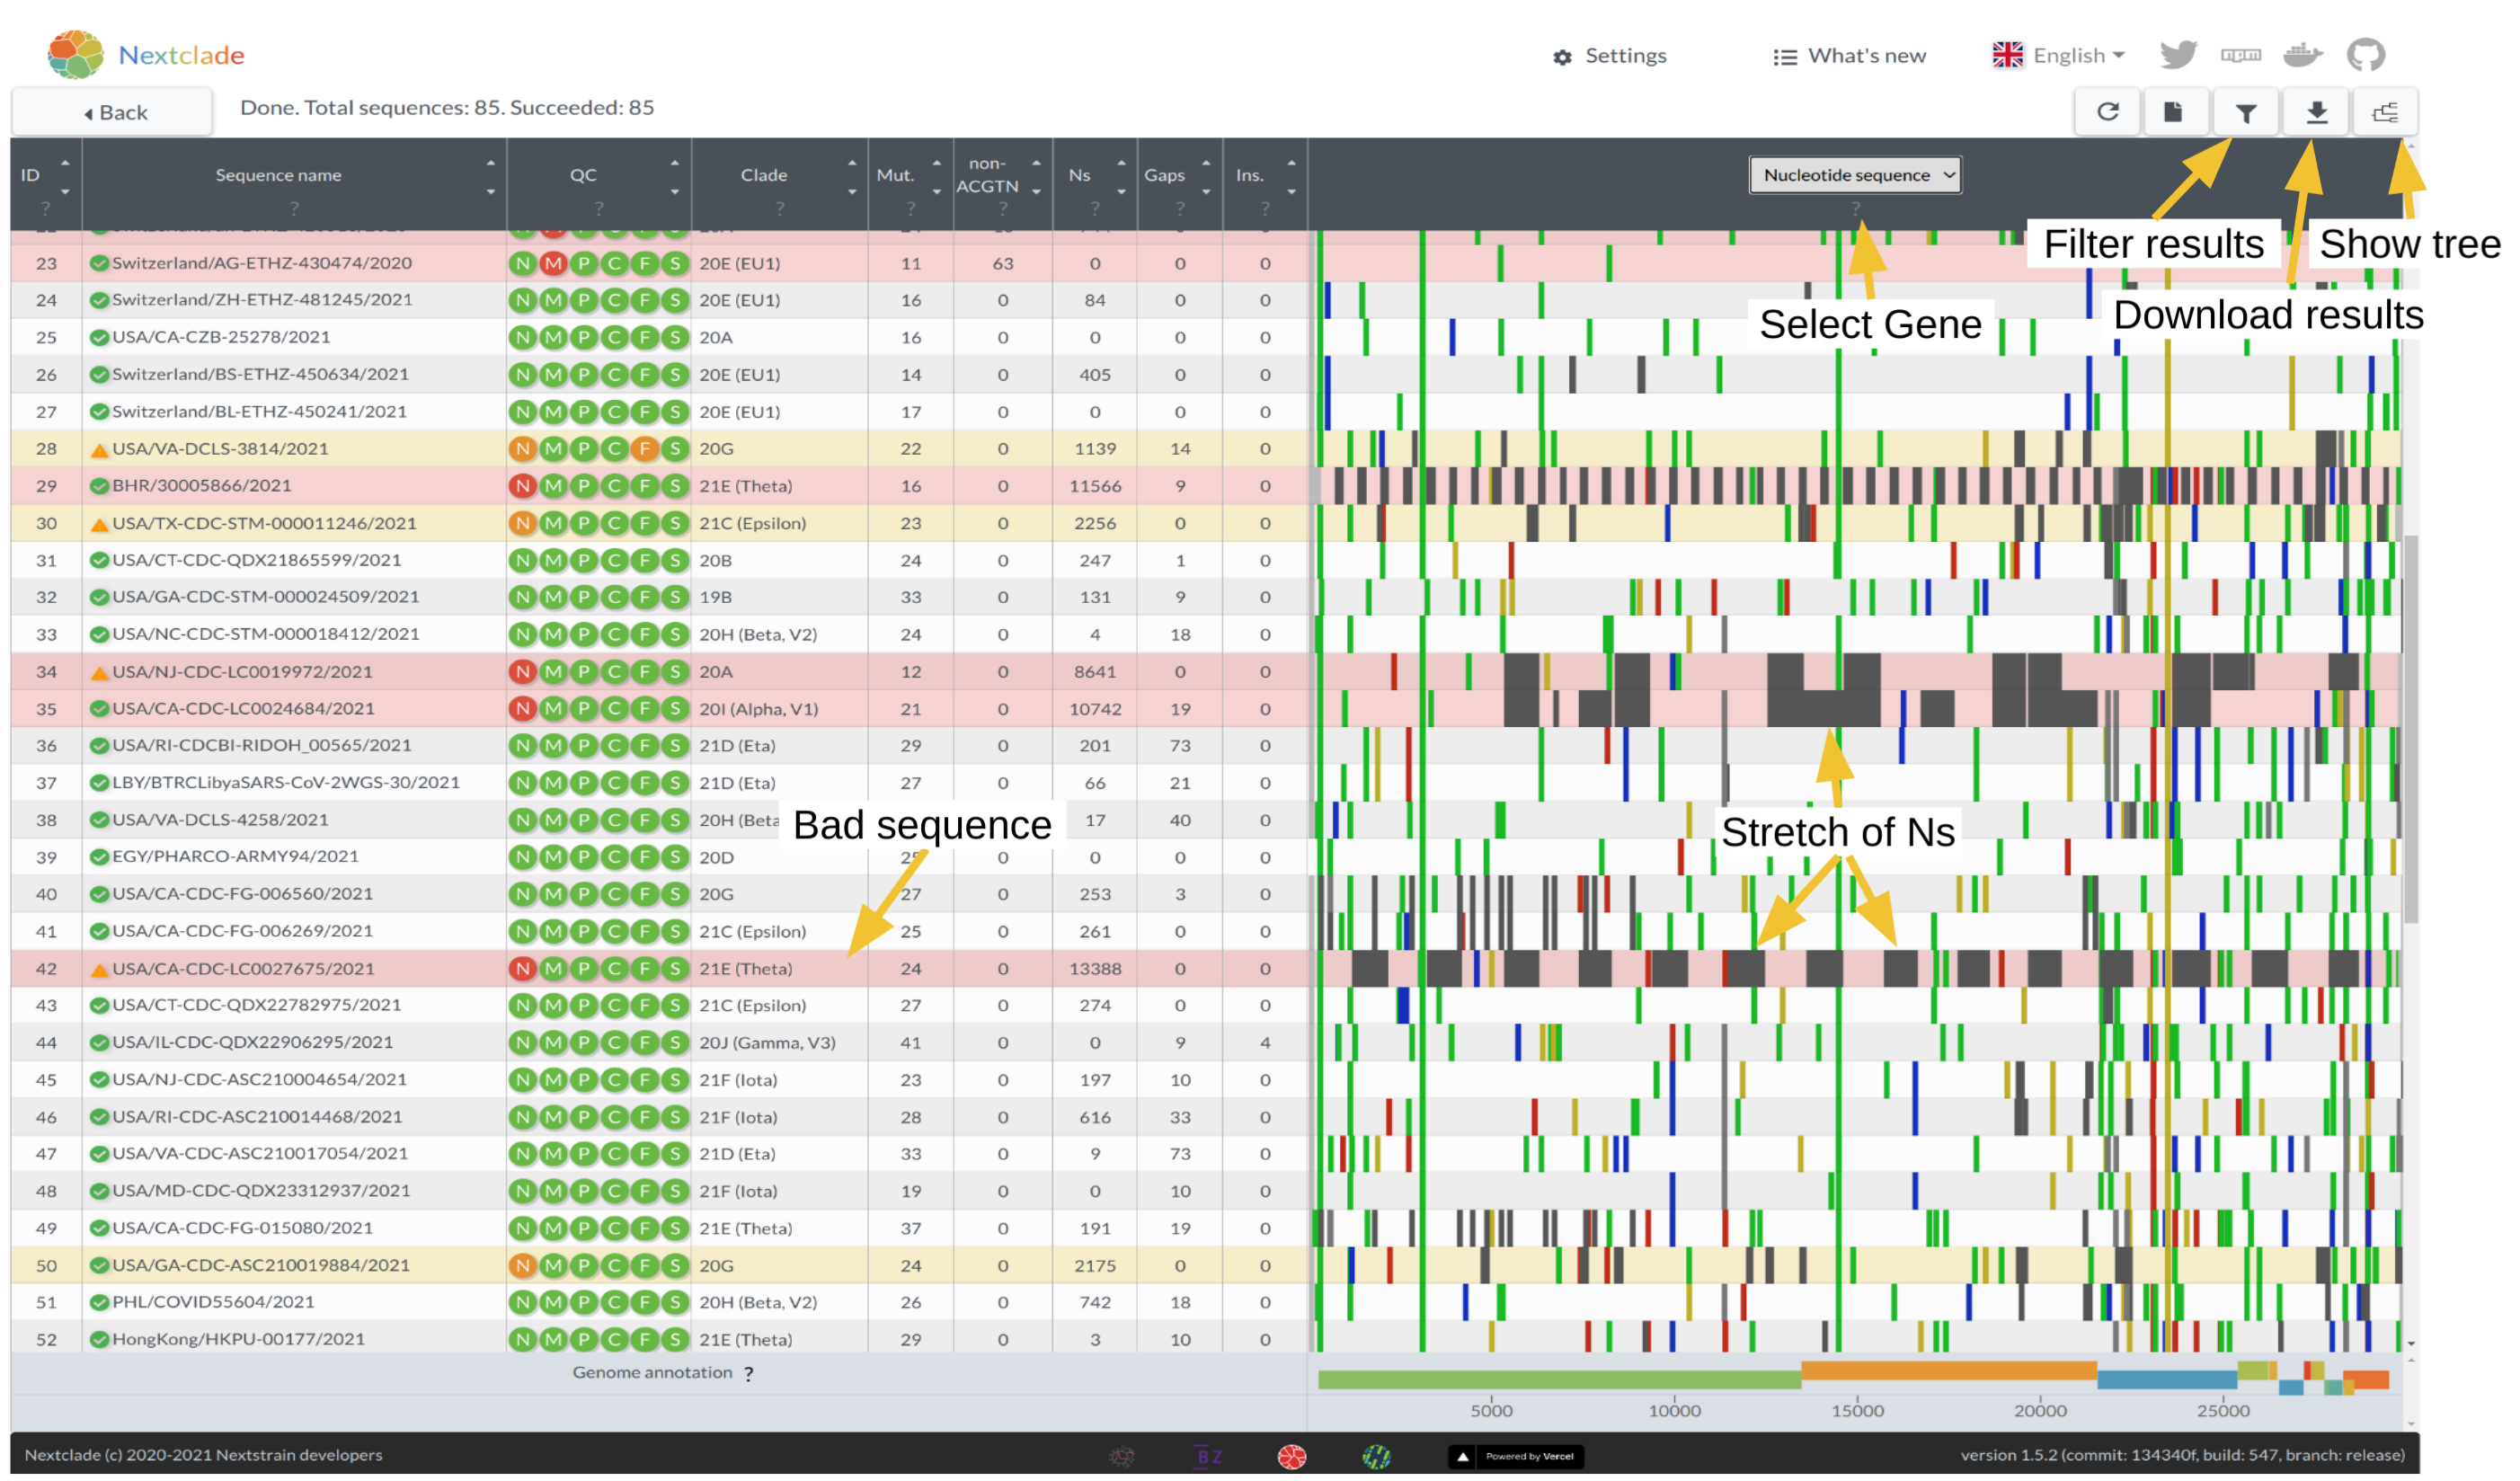 Nextclade
Settings
What's new
English
Back
Done. Total sequences: 85. Succeeded: 85
ID Sequence name QC Clade Mut. non-ACGTN Ns Gaps Ins. Nucleotide sequence
? ? ? ? ? ? ? ? ? ?
Filter results
Show tree
Select Gene
Download results
23 Switzerland/AG-ETHZ-430474/2020 N M P C F S 20E (EU1) 11 63 0 0 0
24 Switzerland/ZH-ETHZ-481245/2021 N M P C F S 20E (EU1) 16 0 84 0 0
25 USA/CA-CZB-25278/2021 N M P C F S 20A 16 0 0 0 0
26 Switzerland/BS-ETHZ-450634/2021 N M P C F S 20E (EU1) 14 0 405 0 0
27 Switzerland/BL-ETHZ-450241/2021 N M P C F S 20E (EU1) 17 0 0 0 0
28 USA/VA-DCLS-3814/2021 N M P C F S 20G 22 0 1139 14 0
29 BHR/30005866/2021 N M P C F S 21E (Theta) 16 0 11566 9 0
30 USA/TX-CDC-STM-000011246/2021 N M P C F S 21C (Epsilon) 23 0 2256 0 0
31 USA/CT-CDC-QDX21865599/2021 N M P C F S 20B 24 0 247 1 0
32 USA/GA-CDC-STM-000024509/2021 N M P C F S 19B 33 0 131 9 0
33 USA/NC-CDC-STM-000018412/2021 N M P C F S 20H (Beta, V2) 24 0 4 18 0
34 USA/NJ-CDC-LC0019972/2021 N M P C F S 20A 12 0 8641 0 0
35 USA/CA-CDC-LC0024684/2021 N M P C F S 20I (Alpha, V1) 21 0 10742 19 0
36 USA/RI-CDCBI-RIDOH_00565/2021 N M P C F S 21D (Eta) 29 0 201 73 0
37 LBY/BTRCLibyaSARS-CoV-2WGS-30/2021 N M P C F S 21D (Eta) 27 0 66 21 0
38 USA/VA-DCLS-4258/2021 N M P C F S 20H (Beta 17 40 0
Bad sequence
Stretch of Ns
39 EGY/PHARCO-ARMY94/2021 N M P C F S 20D 0 0 0 0
40 USA/CA-CDC-FG-006560/2021 N M P C F S 20G 27 0 253 3 0
41 USA/CA-CDC-FG-006269/2021 N M P C F S 21C (Epsilon) 25 0 261 0 0
42 USA/CA-CDC-LC0027675/2021 N M P C F S 21E (Theta) 24 0 13388 0 0
43 USA/CT-CDC-QDX22782975/2021 N M P C F S 21C (Epsilon) 27 0 274 0 0
44 USA/IL-CDC-QDX22906295/2021 N M P C F S 20J (Gamma, V3) 41 0 0 9 4
45 USA/NJ-CDC-ASC210004654/2021 N M P C F S 21F (Iota) 23 0 197 10 0
46 USA/RI-CDC-ASC210014468/2021 N M P C F S 21F (Iota) 28 0 616 33 0
47 USA/VA-CDC-ASC210017054/2021 N M P C F S 21D (Eta) 33 0 9 73 0
48 USA/MD-CDC-QDX23312937/2021 N M P C F S 21F (Iota) 19 0 0 10 0
49 USA/CA-CDC-FG-015080/2021 N M P C F S 21E (Theta) 37 0 191 19 0
50 USA/GA-CDC-ASC210019884/2021 N M P C F S 20G 24 0 2175 0 0
51 PHL/COVID55604/2021 N M P C F S 20H (Beta, V2) 26 0 742 18 0
52 HongKong/HKPU-00177/2021 N M P C F S 21E (Theta) 29 0 3 10 0
Genome annotation ?
5000 10000 15000 20000 25000
Nextclade (c) 2020-2021 Nextstrain developers
BZ
Powered by Vercel
version 1.5.2 (commit: 134340f, build: 547, branch: release)